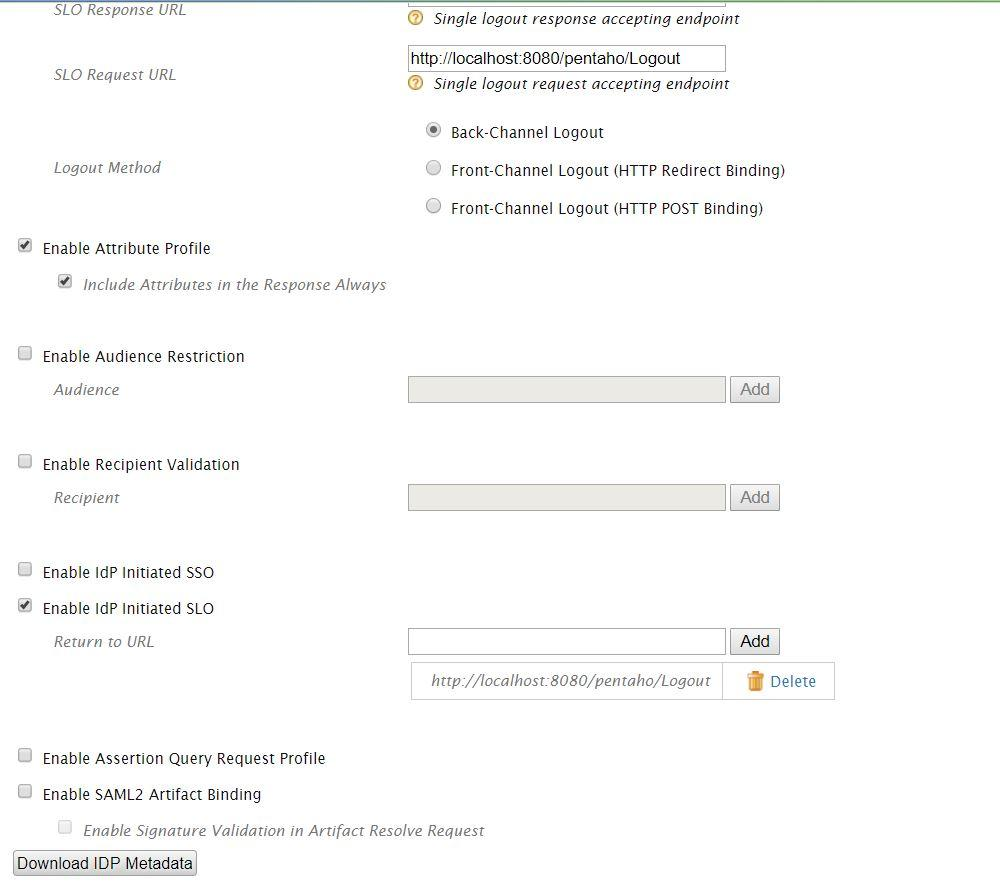 SLO Response URL
Single logout response accepting endpoint
SLO Request URL
http://localhost:8080/pentaho/Logout
Single logout request accepting endpoint
Logout Method
Back-Channel Logout
Front-Channel Logout (HTTP Redirect Binding)
Front-Channel Logout (HTTP POST Binding)
Enable Attribute Profile
Include Attributes in the Response Always
Enable Audience Restriction
Audience
Add
Enable Recipient Validation
Recipient
Add
Enable IdP Initiated SSO
Enable IdP Initiated SLO
Return to URL
Add
http://localhost:8080/pentaho/Logout
Delete
Enable Assertion Query Request Profile
Enable SAML2 Artifact Binding
Enable Signature Validation in Artifact Resolve Request
Download IDP Metadata